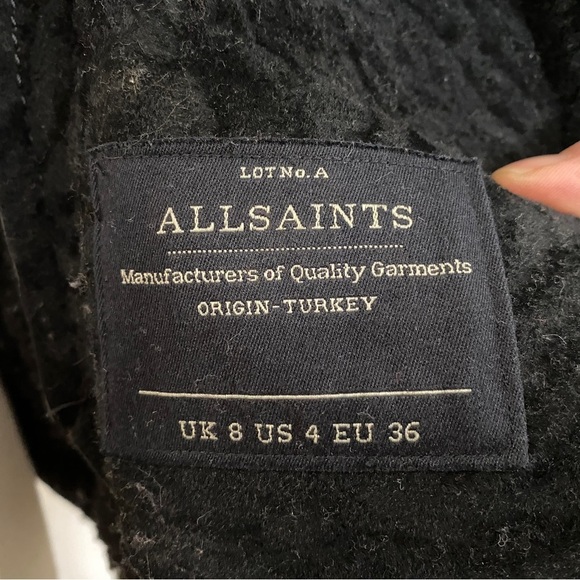 LOT No. A
ALLSAINTS
Manufacturers of Quality Garments
ORIGIN-TURKEY
UK 8 US 4 EU 36